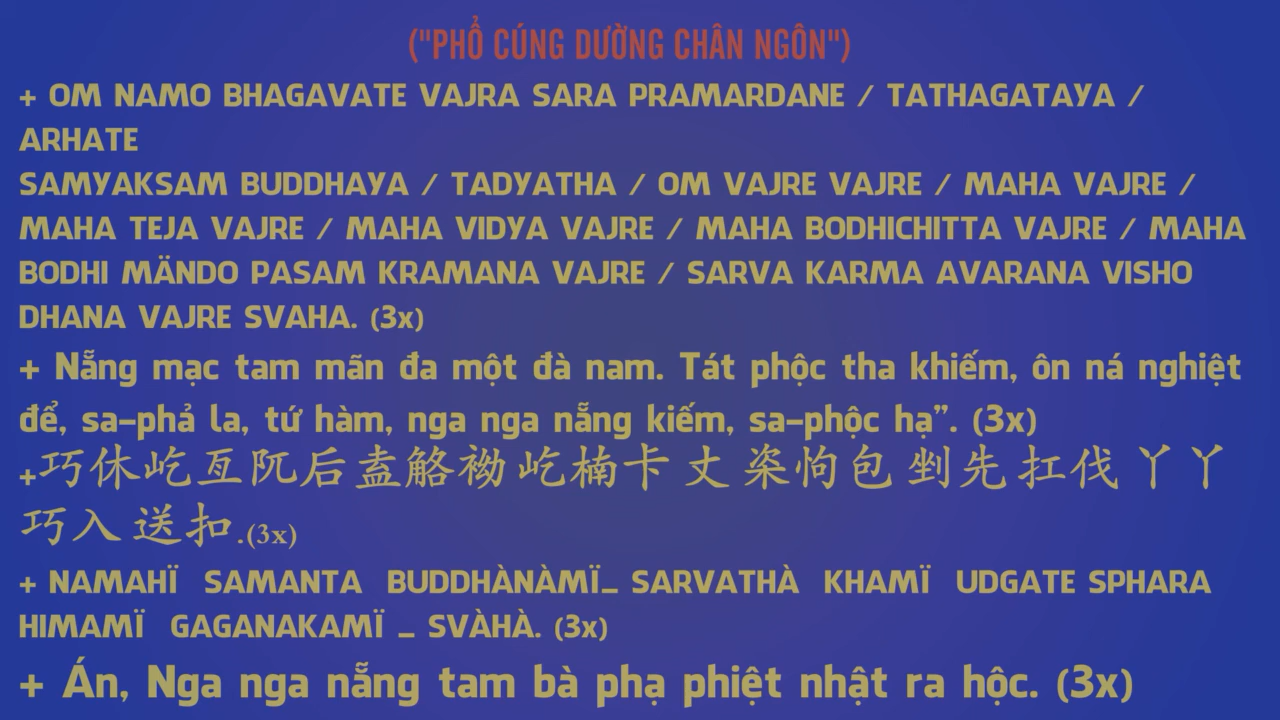 ("PHỔ CÚNG DƯỜNG CHÂN NGÔN")
+ OM NAMO BHAGAVATE VAJRA SARA PRAMARDANE / TATHAGATAYA /
ARHATE
SAMYAKSAM BUDDHAYA / TADYATHA / OM VAJRE VAJRE / MAHA VAJRE /
MAHA TEJA VAJRE / MAHA VIDYA VAJRE / MAHA BODHICHITTA VAJRE / MAHA
BODHI MÄNDO PASAM KRAMANA VAJRE / SARVA KARMA AVARANA VISHO
DHANA VAJRE SVAHA. (3x)
+ Nẵng mạc tam mãn đa một đà nam. Tát phộc tha khiếm, ôn ná nghiệt
để, sa-phả la, tứ hàm, nga nga nẵng kiếm, sa-phộc hạ”. (3x)
+巧休屹亙阮后盍觡袎屹楠卡丈楶怐包剉先扛伐丫丫
巧入送扣.(3x)
+ NAMAHÏ SAMANTA BUDDHÀNÀMÏ_ SARVATHÀ KHAMÏ UDGATE SPHARA
HIMAMÏ GAGANAKAMÏ _ SVÀHÀ. (3x)
+ Án, Nga nga nẵng tam bà phạ phiệt nhật ra hộc. (3x)